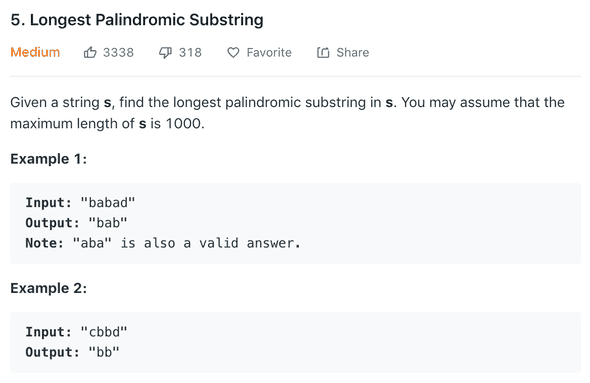 5. Longest Palindromic Substring
Medium 3338 318 Favorite Share
Given a string s, find the longest palindromic substring in s. You may assume that the
maximum length of s is 1000.
Example 1:
Input: "babad"
Output: "bab"
Note: "aba" is also a valid answer.
Example 2:
Input: "cbbd"
Output: "bb"